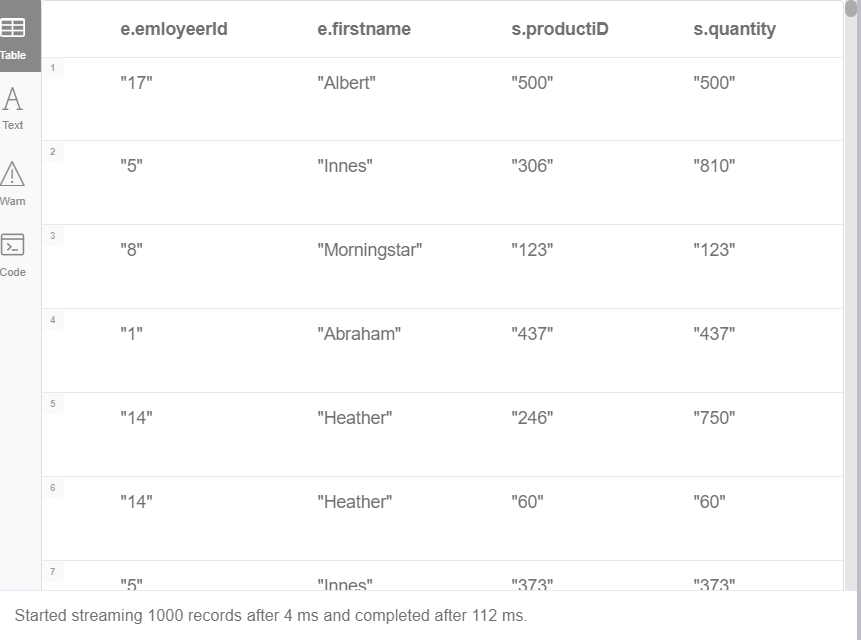 e.emloyeerId e.firstname s.productiD s.quantity
Table
1 "17" "Albert" "500" "500"
Text
2 "5" "Innes" "306" "810"
Warn
3 "8" "Morningstar" "123" "123"
Code
4 "1" "Abraham" "437" "437"
5 "14" "Heather" "246" "750"
6 "14" "Heather" "60" "60"
7 "5" "Innes" "373" "373"
Started streaming 1000 records after 4 ms and completed after 112 ms.